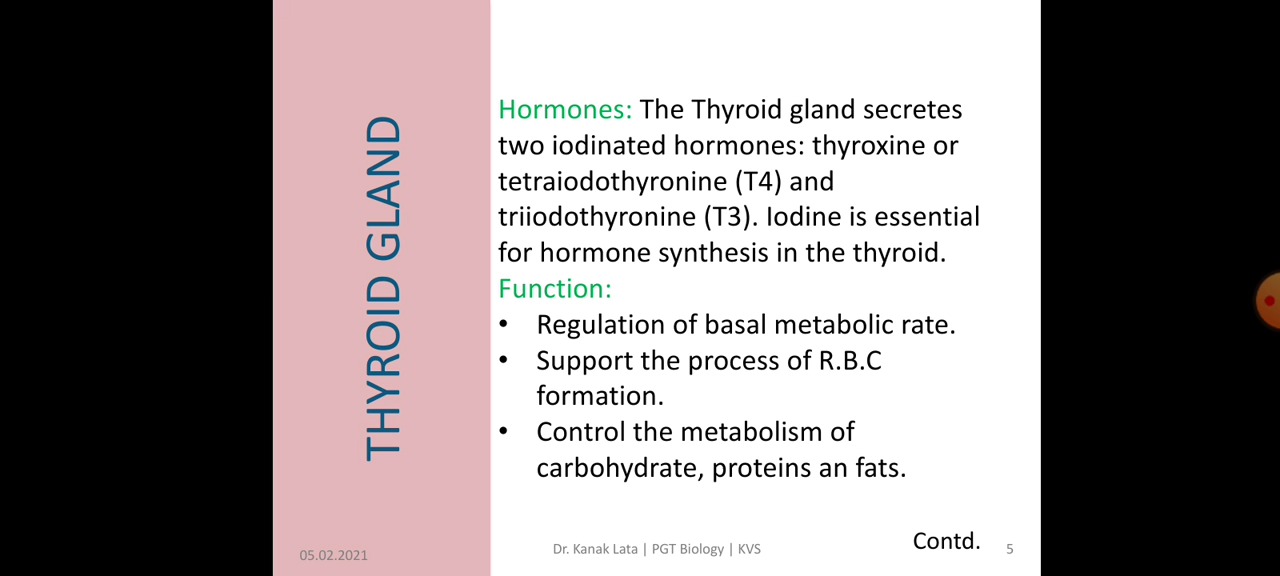 THYROID GLAND
Hormones: The Thyroid gland secretes
two iodinated hormones: thyroxine or
tetraiodothyronine (T4) and
triiodothyronine (T3). Iodine is essential
for hormone synthesis in the thyroid.
Function:
• Regulation of basal metabolic rate.
• Support the process of R.B.C
formation.
• Control the metabolism of
carbohydrate, proteins an fats.
Contd.
05.02.2021
Dr. Kanak Lata | PGT Biology | KVS
5